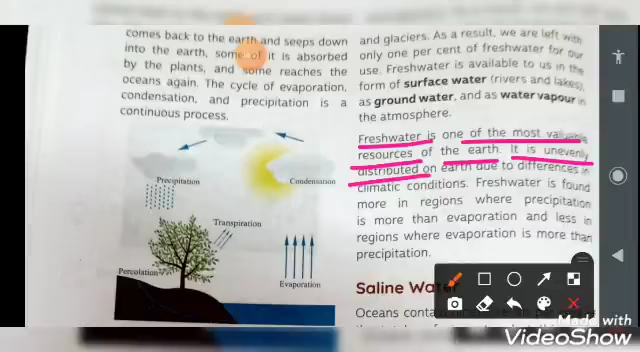 comes back to the earth and seeps down
into the earth, some of it is absorbed
by the plants, and some reaches the
oceans again. The cycle of evaporation,
condensation, and precipitation is a
continuous process.
Precipitation
Condensation
Transpiration
Percolation
Evaporation
and glaciers. As a result, we are left with
only one per cent of freshwater for our
use. Freshwater is available to us in the
form of surface water (rivers and lakes),
as ground water, and as water vapour in
the atmosphere.
Freshwater is one of the most valuable
resources of the earth. It is unevenly
distributed on earth due to differences in
climatic conditions. Freshwater is found
more in regions where precipitation
is more than evaporation and less in
regions where evaporation is more than
precipitation.
Saline Water
Oceans
Made with
VideoShow